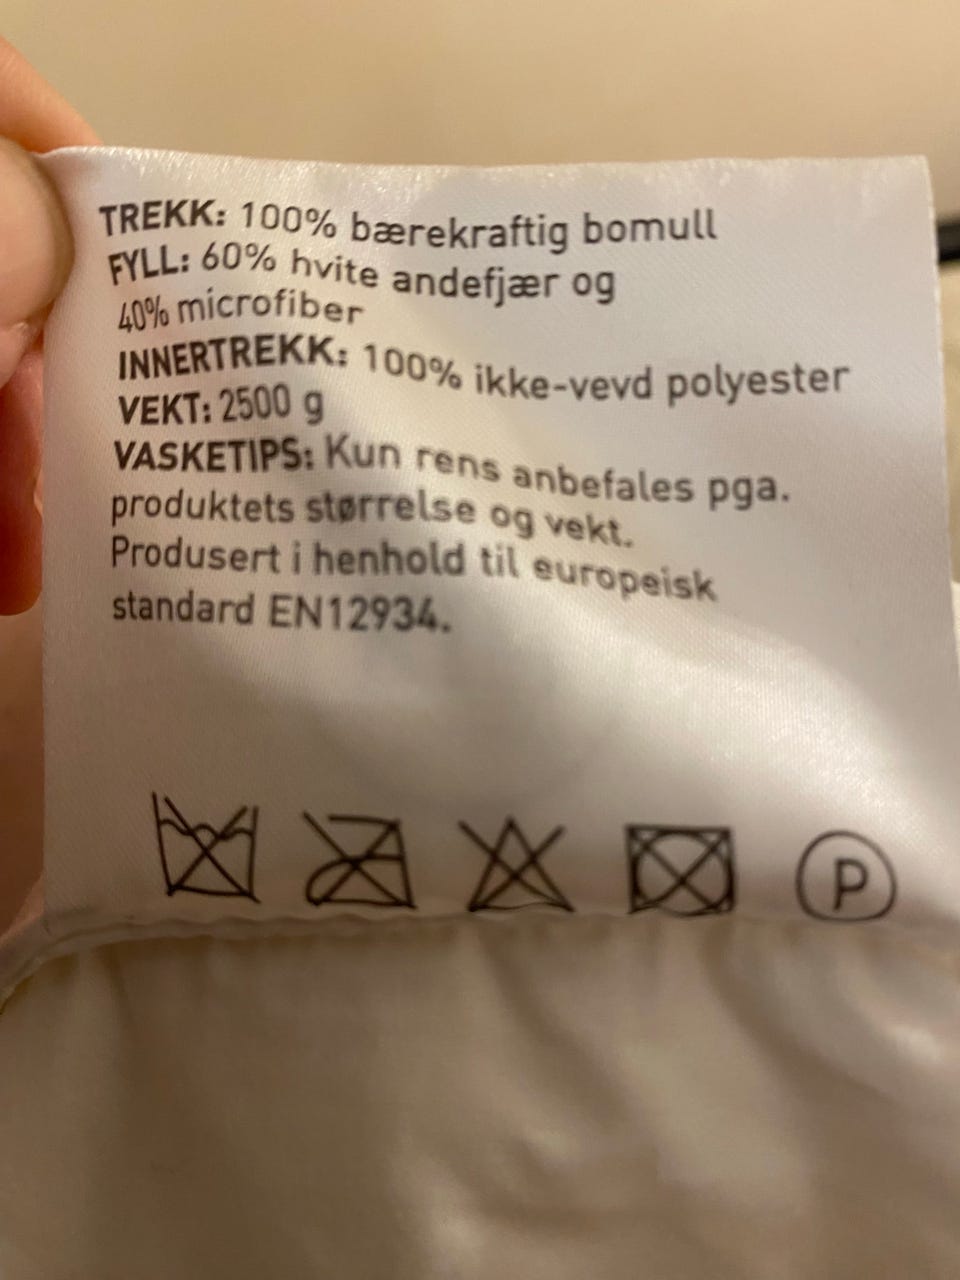 TREKK: 100% bærekraftig bomull
FYLL: 60% hvite andefjær og
40% microfiber
INNERTREKK: 100% ikke-vevd polyester
VEKT: 2500 g
VASKETIPS: Kun rens anbefales pga.
produktets størrelse og vekt.
Produsert i henhold til europeisk
standard EN12934.
P